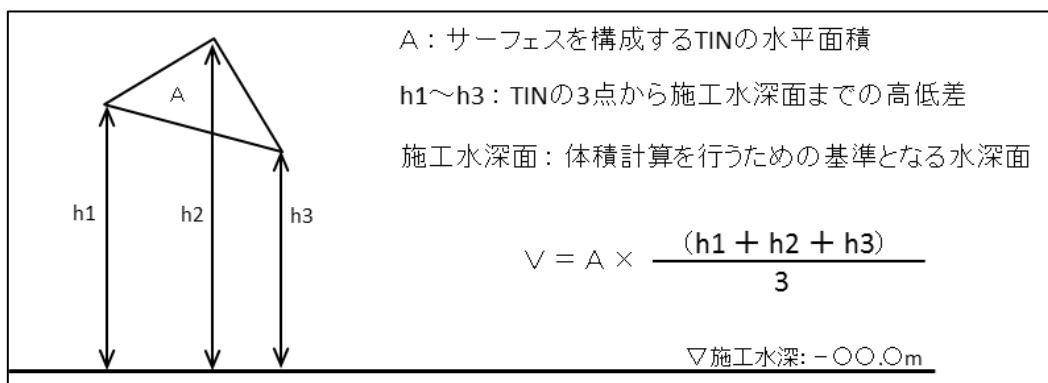 A：サーフェスを構成するTINの水平面積
h1～h3：TINの3点から施工水深面までの高低差
施工水深面：体積計算を行うための基準となる水深面
A
h1
h2
h3
V = A × (h1 + h2 + h3)
3
▽施工水深:－○○.○m